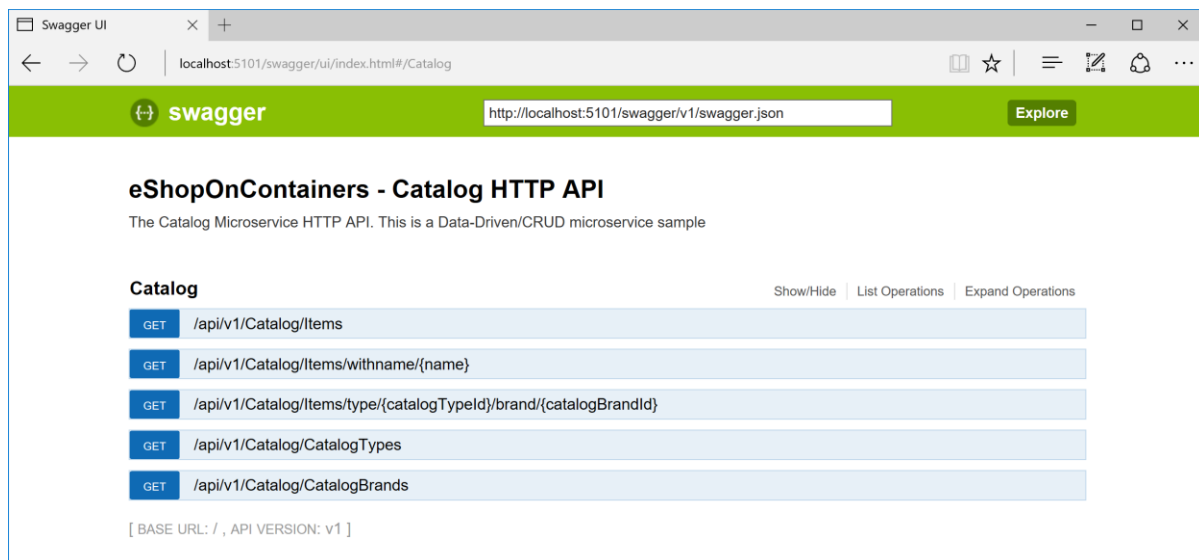 Swagger UI
localhost:5101/swagger/ui/index.html#/Catalog
{··} swagger http://localhost:5101/swagger/v1/swagger.json Explore
eShopOnContainers - Catalog HTTP API
The Catalog Microservice HTTP API. This is a Data-Driven/CRUD microservice sample
Catalog Show/Hide List Operations Expand Operations
GET /api/v1/Catalog/Items
GET /api/v1/Catalog/Items/withname/{name}
GET /api/v1/Catalog/Items/type/{catalogTypeId}/brand/{catalogBrandId}
GET /api/v1/Catalog/CatalogTypes
GET /api/v1/Catalog/CatalogBrands
[ BASE URL: / , API VERSION: v1 ]